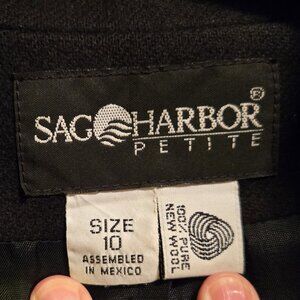 SAG HARBOR®
PETITE
SIZE
10
ASSEMBLED
IN MEXICO
100% PURE
NEW WOOL